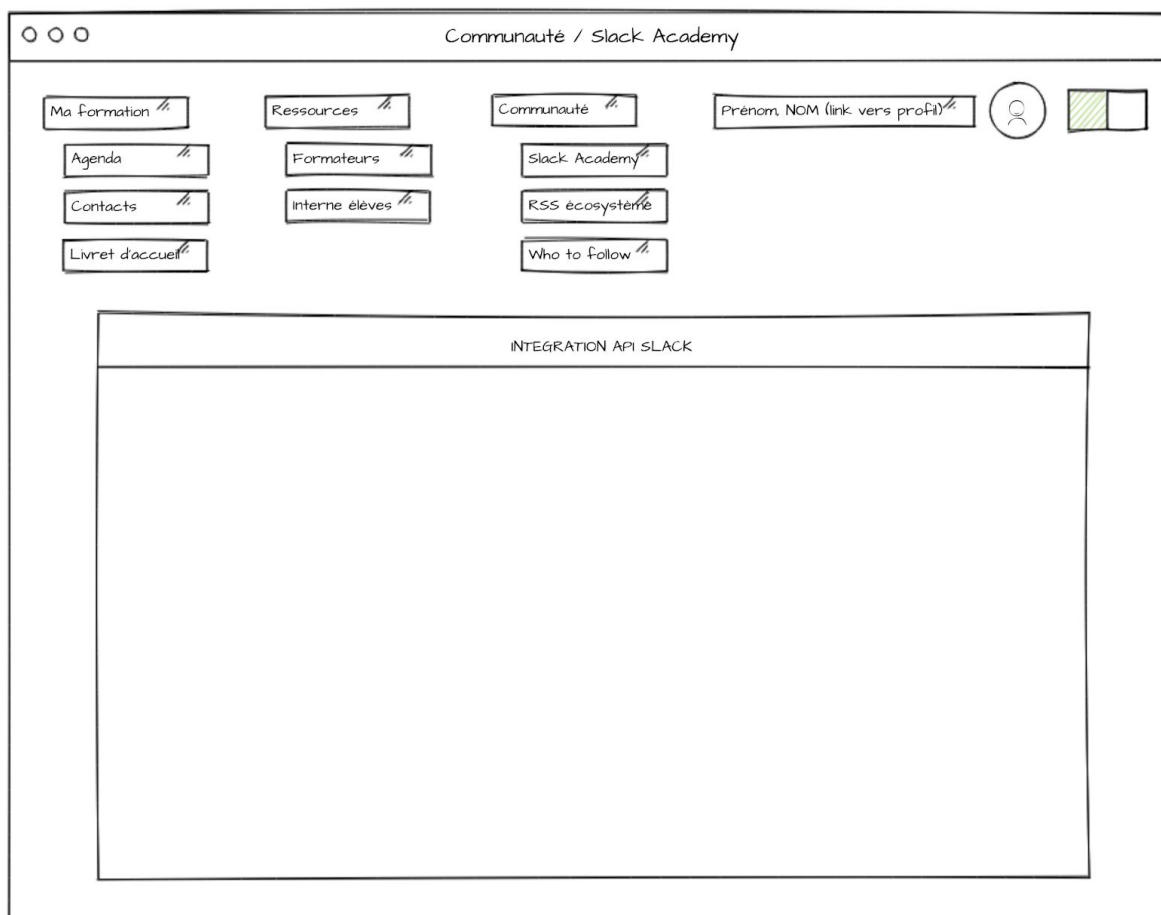 Communauté / Slack Academy
Ma formation
Ressources
Communauté
Prénom, NOM (link vers profil)
Agenda
Formateurs
Slack Academy
Contacts
Interne élèves
RSS écosystème
Livret d'accueil
Who to follow
INTEGRATION API SLACK